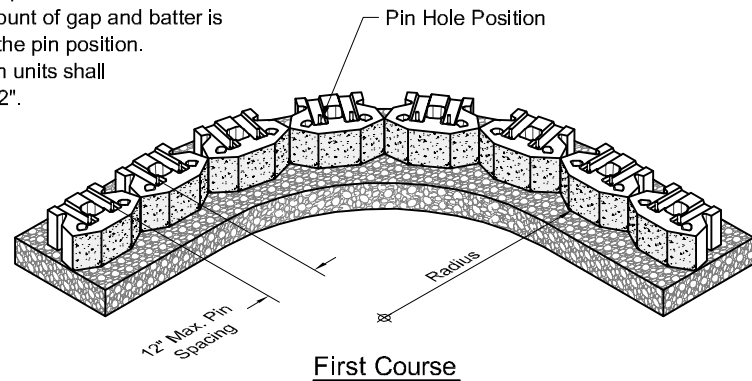 ount of gap and batter is
the pin position.
units shall
2".
Pin Hole Position
Radius
12" Max. Pin
Spacing
First Course